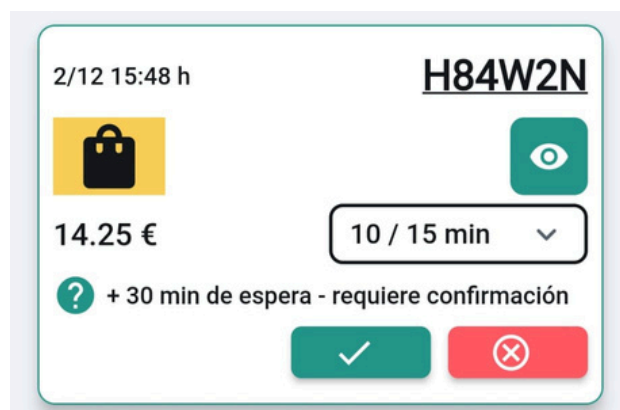 2/12 15:48 h
H84W2N
14.25 €
10 / 15 min
? + 30 min de espera - requiere confirmación